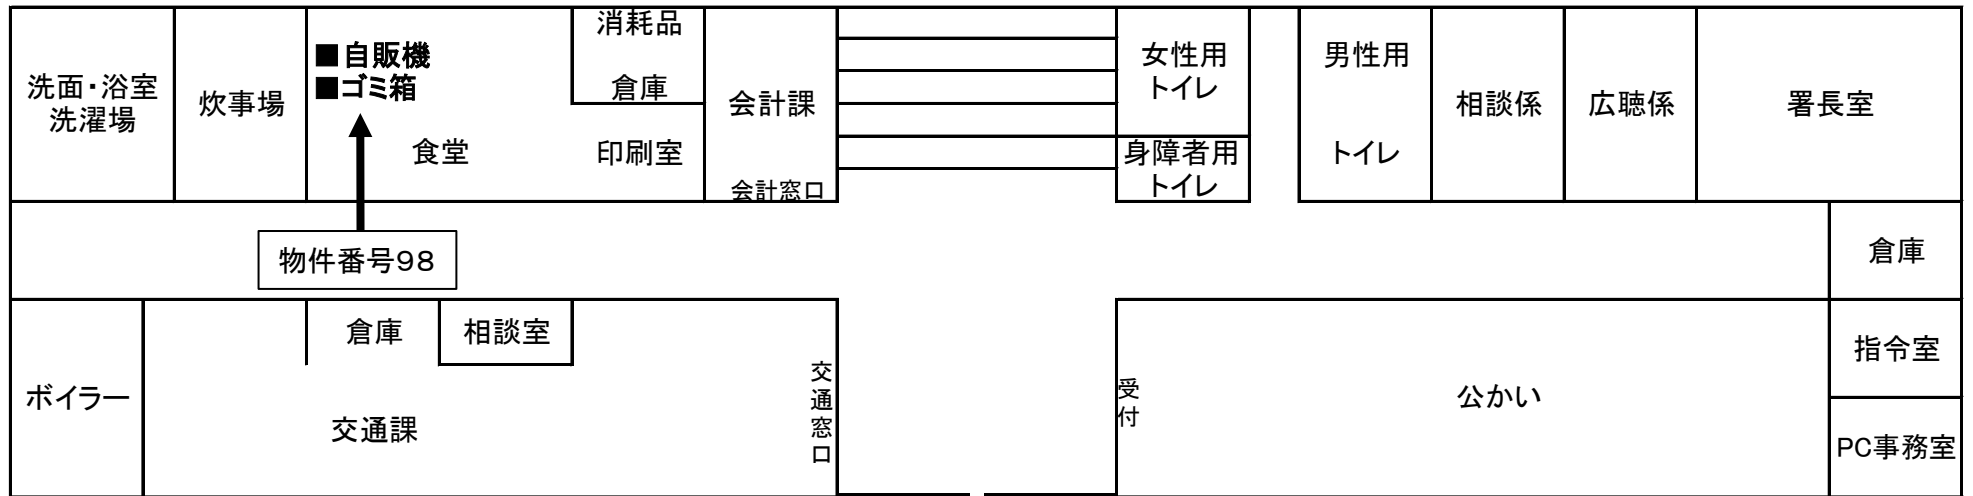 洗面・浴室
洗濯場
炊事場
■自販機
■ゴミ箱
食堂
消耗品
倉庫
印刷室
会計課
会計窓口
女性用
トイレ
身障者用
トイレ
男性用
トイレ
相談係
広聴係
署長室
物件番号98
倉庫
ボイラー
倉庫
相談室
交通課
交通窓口
受付
公かい
指令室
PC事務室